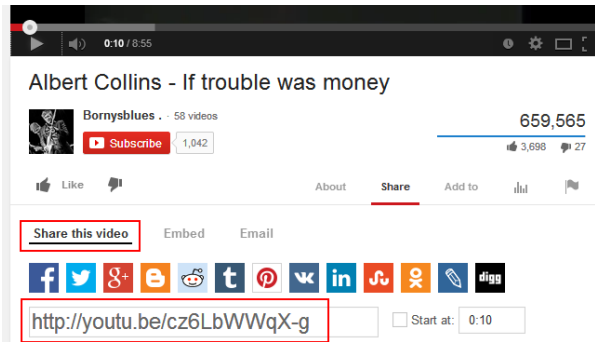 0:10 / 8:55
Albert Collins - If trouble was money
Bornysblues . · 58 videos
Subscribe 1,042
659,565
3,698 27
Like About Share Add to
Share this video Embed Email
f g+ B t P in digg
http://youtu.be/cz6LbWWqX-g Start at: 0:10